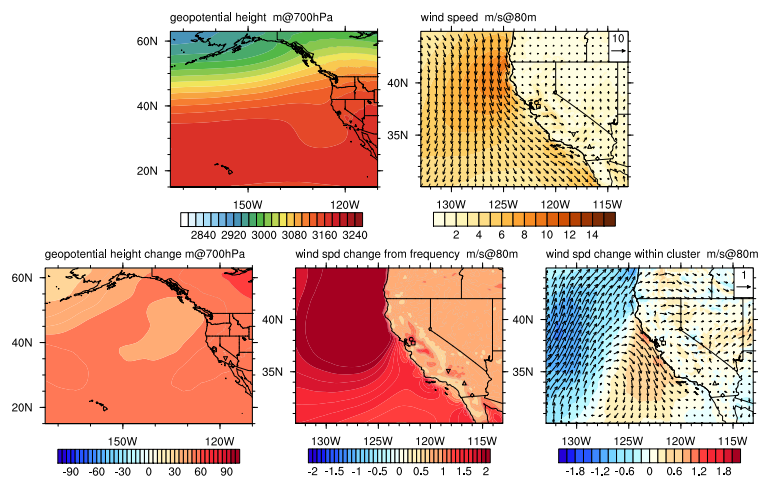 geopotential height m@700hPa
wind speed m/s@80m
60N
40N
20N
150W 120W
2840 2920 3000 3080 3160 3240
10
40N
35N
130W 125W 120W 115W
2 4 6 8 10 12 14
geopotential height change m@700hPa
wind spd change from frequency m/s@80m
wind spd change within cluster m/s@80m
60N
40N
20N
150W 120W
-90 -60 -30 0 30 60 90
40N
35N
130W 125W 120W 115W
-2 -1.5 -1 -0.5 0 0.5 1 1.5 2
1
40N
35N
130W 125W 120W 115W
-1.8 -1.2 -0.6 0 0.6 1.2 1.8